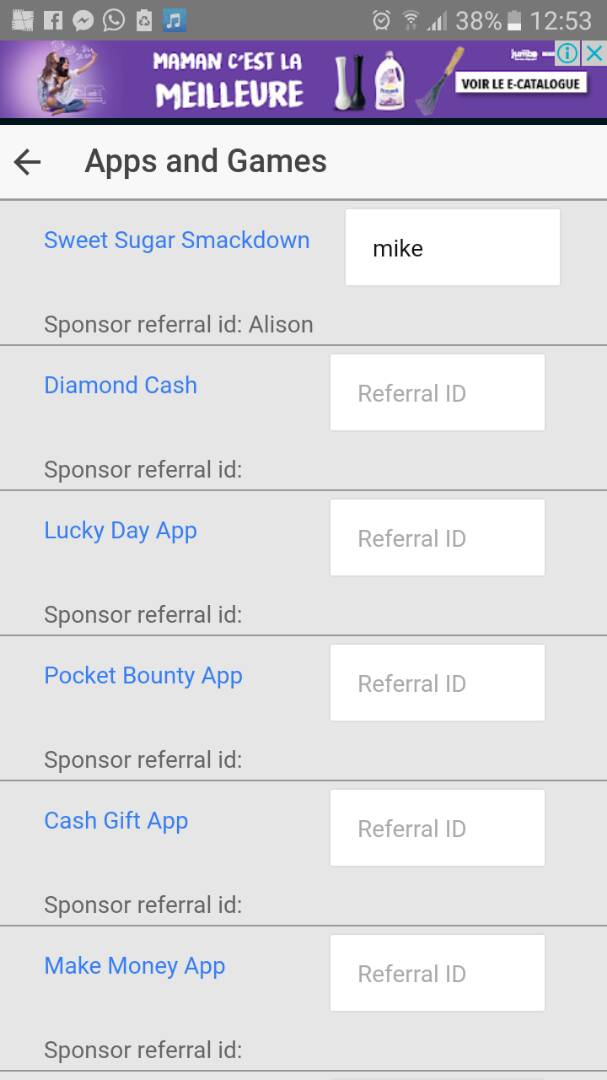 38% 12:53
MAMAN C'EST LA
MEILLEURE
jumbo
VOIR LE E-CATALOGUE
Apps and Games
Sweet Sugar Smackdown
mike
Sponsor referral id: Alison
Diamond Cash
Referral ID
Sponsor referral id:
Lucky Day App
Referral ID
Sponsor referral id:
Pocket Bounty App
Referral ID
Sponsor referral id:
Cash Gift App
Referral ID
Sponsor referral id:
Make Money App
Referral ID
Sponsor referral id: